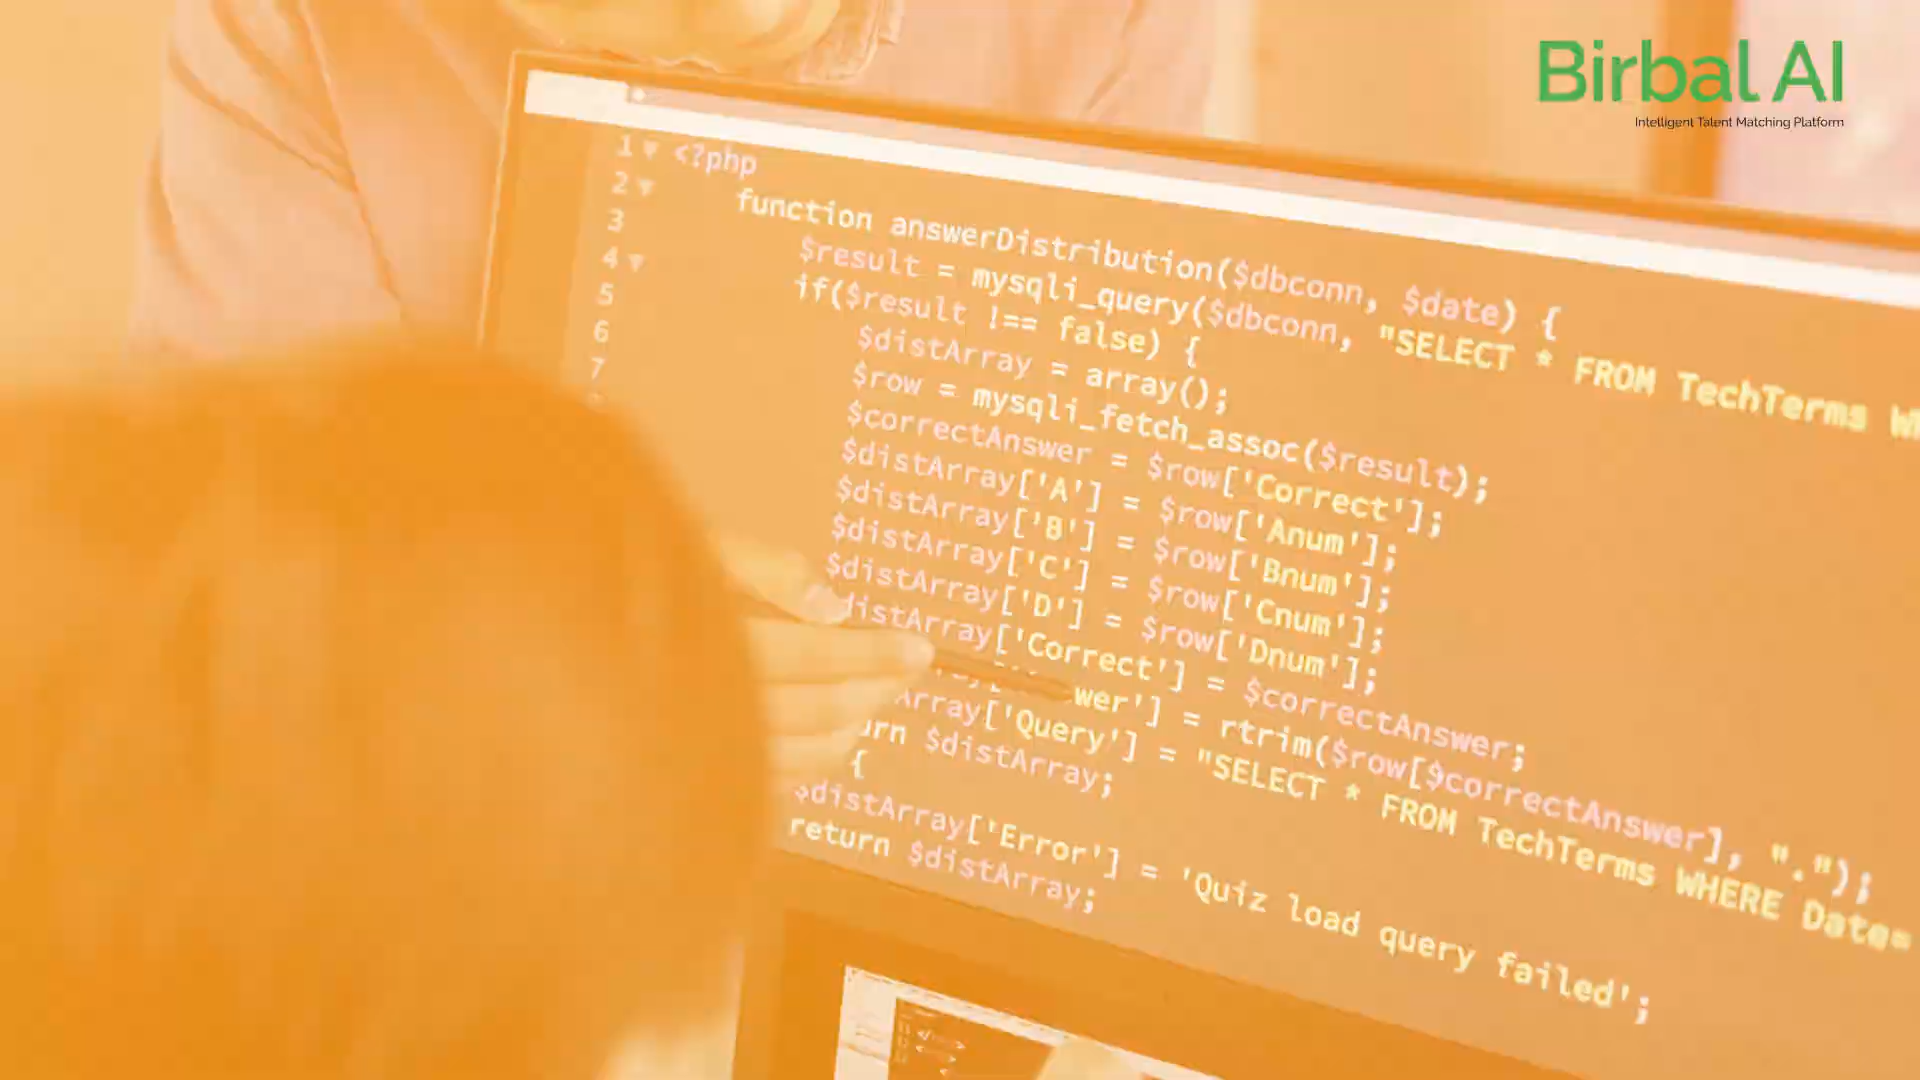 Birbal AI
Intelligent Talent Matching Platform
1 <?php
2 function answerDistribution($dbconn, $date) {
3 $result = mysqli_query($dbconn, "SELECT * FROM TechTerms
4 if($result !== false) {
5 $distArray = array();
6 $row = mysqli_fetch_assoc($result);
7 $correctAnswer = $row['Correct'];
$distArray['A'] = $row['Anum'];
$distArray['B'] = $row['Bnum'];
$distArray['C'] = $row['Cnum'];
$distArray['D'] = $row['Dnum'];
distArray['Correct'] = $correctAnswer;
wer'] = rtrim($row[$correctAnswer], ".");
Array['Query'] = "SELECT * FROM TechTerms WHERE Date=
urn $distArray;
{
$distArray['Error'] = 'Quiz load query failed';
return $distArray;